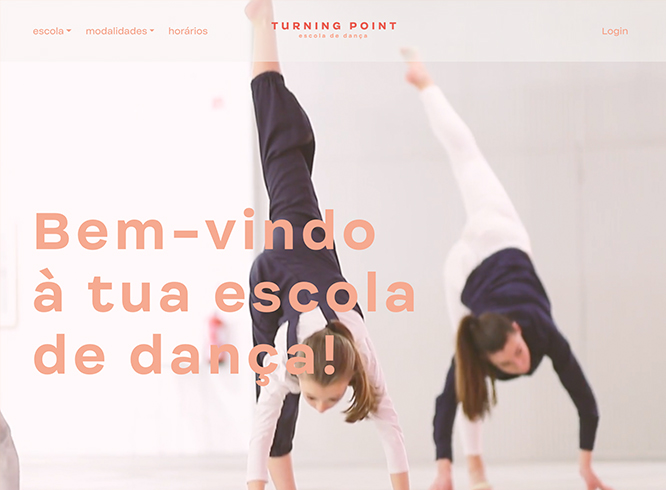 escola
modalidades
horários
TURNING POINT
escola de dança
Login
Bem-vindo
à tua escola
de dança!